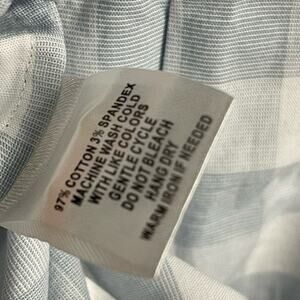 97% COTTON 3% SPANDEX
MACHINE WASH COLD
WITH LIKE COLORS
GENTLE CYCLE
DO NOT BLEACH
HANG DRY
WARM IRON IF NEEDED